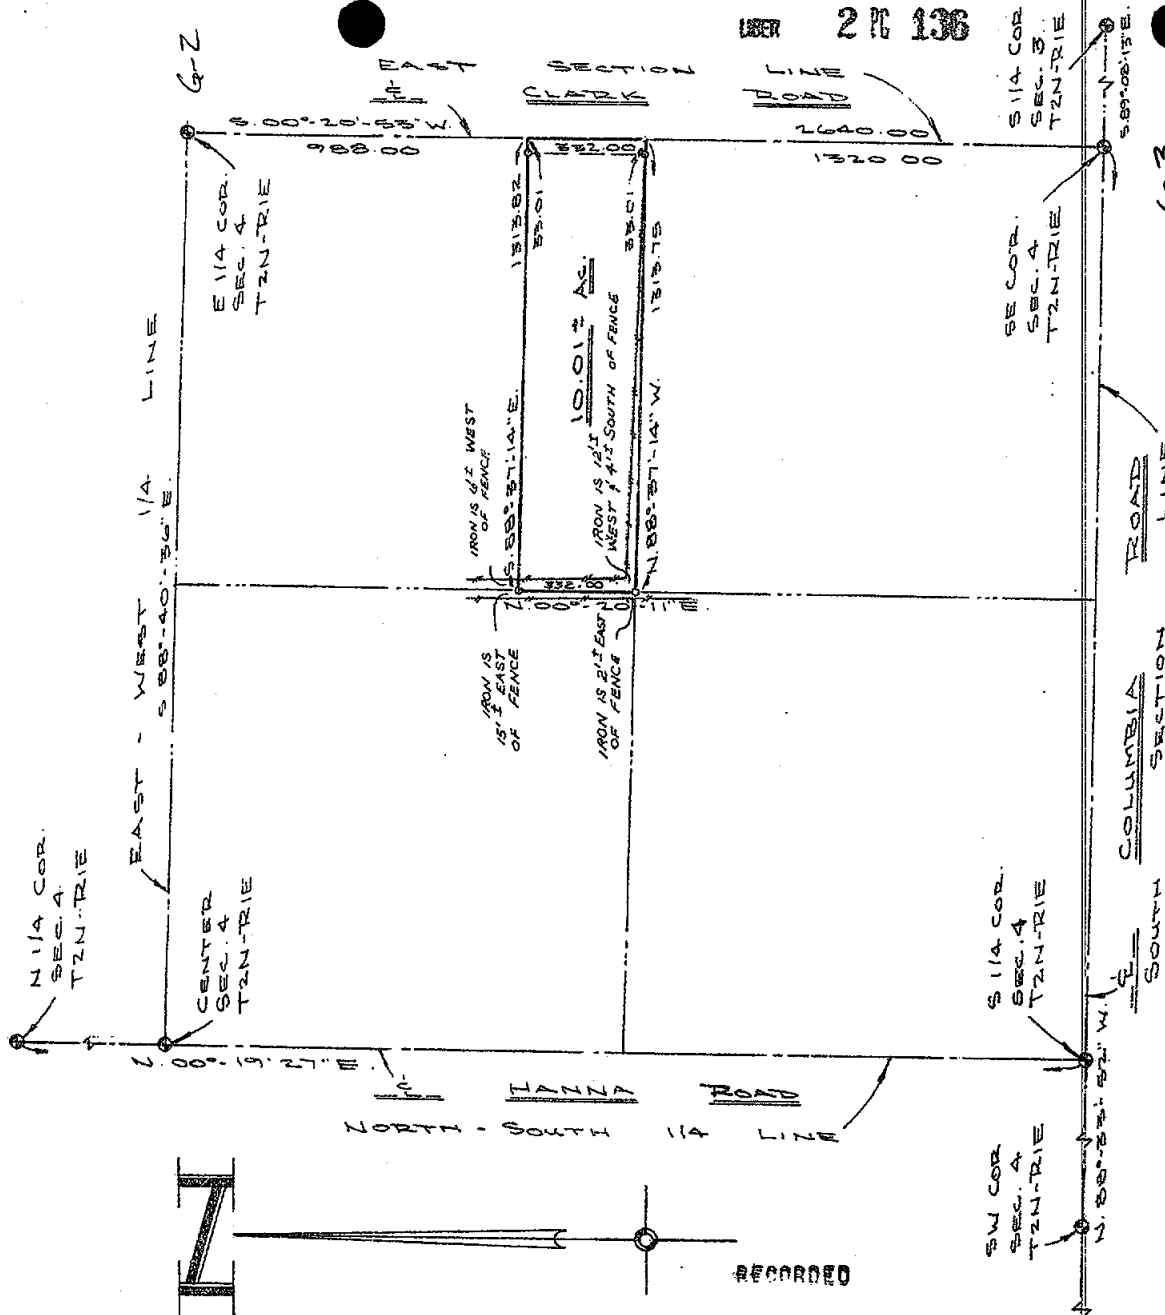 LIBER 2 PG 136
G-2
EAST SECTION LINE
℄ CLARK ROAD
S.00°-20'-53"W.
988.00
332.00
2640.00
1320.00
S 1/4 COR
SEC. 3
T2N-R1E
S.89°-08'-13"E.
E 1/4 COR.
SEC. 4
T2N-R1E
SE COR.
SEC. 4
T2N-R1E
1313.82
33.01
33.01
1313.75
10.01± AC.
EAST - WEST 1/4 LINE
S 88°-40'-36"E.
S.88°-37'-14"E.
N.88°-37'-14"W.
IRON IS 6'± WEST
OF FENCE
IRON IS 12'±
WEST & 4'± SOUTH OF FENCE
332.00
N.00°-20'-11"E.
IRON IS
15'± EAST
OF FENCE
IRON IS 2'± EAST
OF FENCE
℄ COLUMBIA ROAD
SOUTH SECTION LINE
N 1/4 COR.
SEC. 4
T2N-R1E
CENTER
SEC. 4
T2N-R1E
S 1/4 COR.
SEC. 4
T2N-R1E
N.00°-19'-27"E.
℄ HANNA ROAD
NORTH - SOUTH 1/4 LINE
SW COR
SEC. 4
T2N-R1E
N. 88°-33'-52" W.
N
RECORDED